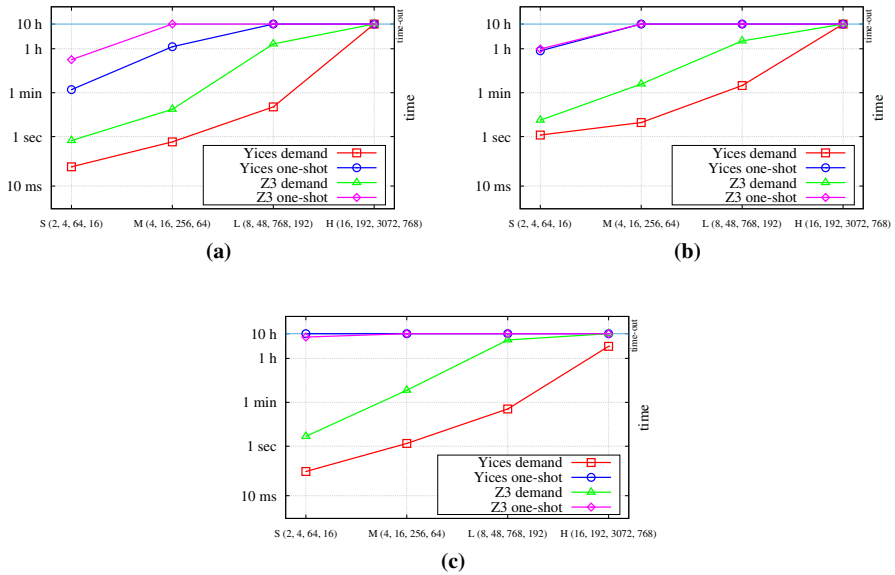 10 h
1 h
1 min
1 sec
10 ms
time-out
time
Yices demand
Yices one-shot
Z3 demand
Z3 one-shot
S (2, 4, 64, 16)
M (4, 16, 256, 64)
L (8, 48, 768, 192)
H (16, 192, 3072, 768)
(a)
10 h
1 h
1 min
1 sec
10 ms
time-out
time
Yices demand
Yices one-shot
Z3 demand
Z3 one-shot
S (2, 4, 64, 16)
M (4, 16, 256, 64)
L (8, 48, 768, 192)
H (16, 192, 3072, 768)
(b)
10 h
1 h
1 min
1 sec
10 ms
time-out
time
Yices demand
Yices one-shot
Z3 demand
Z3 one-shot
S (2, 4, 64, 16)
M (4, 16, 256, 64)
L (8, 48, 768, 192)
H (16, 192, 3072, 768)
(c)